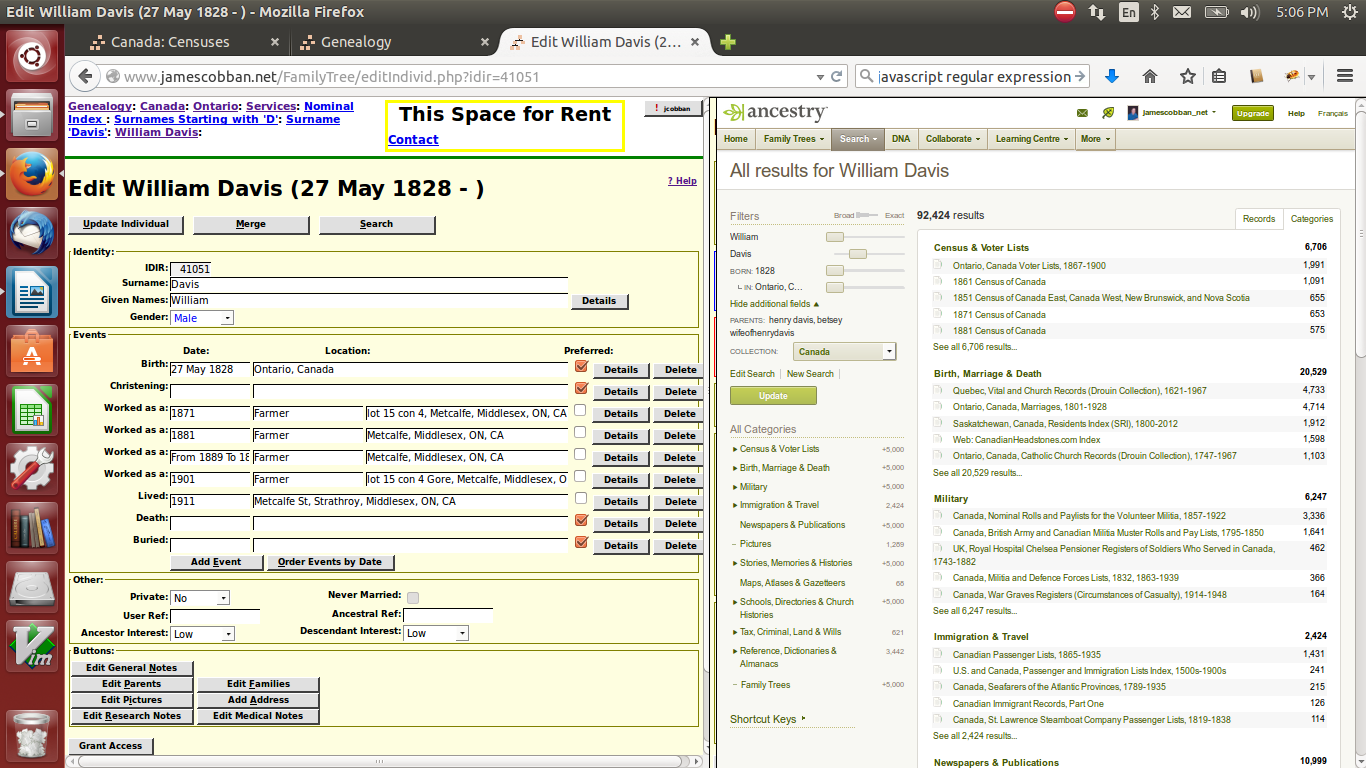 Edit William Davis (27 May 1828 - ) - Mozilla Firefox
En
5:06 PM
Canada: Censuses
Genealogy
Edit William Davis (2...
www.jamescobban.net/FamilyTree/editIndivid.php?idir=41051
javascript regular expression
Genealogy: Canada: Ontario: Services: Nominal
Index : Surnames Starting with 'D': Surname
'Davis': William Davis:
This Space for Rent
Contact
! jcobban
Edit William Davis (27 May 1828 - )
? Help
Update Individual
Merge
Search
Identity:
IDIR: 41051
Surname: Davis
Given Names: William
Details
Gender: Male
Events
Date: Location: Preferred:
Birth: 27 May 1828 Ontario, Canada Details Delete
Christening: Details Delete
Worked as a: 1871 Farmer lot 15 con 4, Metcalfe, Middlesex, ON, CA Details Delete
Worked as a: 1881 Farmer Metcalfe, Middlesex, ON, CA Details Delete
Worked as a: From 1889 To 18 Farmer Metcalfe, Middlesex, ON, CA Details Delete
Worked as a: 1901 Farmer lot 15 con 4 Gore, Metcalfe, Middlesex, O Details Delete
Lived: 1911 Metcalfe St, Strathroy, Middlesex, ON, CA Details Delete
Death: Details Delete
Buried: Details Delete
Add Event
Order Events by Date
Other:
Private: No Never Married:
User Ref: Ancestral Ref:
Ancestor Interest: Low Descendant Interest: Low
Buttons:
Edit General Notes
Edit Parents
Edit Families
Edit Pictures
Add Address
Edit Research Notes
Edit Medical Notes
Grant Access
ancestry
jamescobban_net
Upgrade
Help
Français
Home
Family Trees
Search
DNA
Collaborate
Learning Centre
More
All results for William Davis
Filters
Broad
Exact
William
Davis
BORN: 1828
IN: Ontario, C...
Hide additional fields
PARENTS: henry davis, betsey
wifeofhenrydavis
COLLECTION: Canada
Edit Search | New Search |
Update
All Categories
Census & Voter Lists +5,000
Birth, Marriage & Death +5,000
Military +5,000
Immigration & Travel 2,424
Newspapers & Publications +5,000
Pictures 1,289
Stories, Memories & Histories +5,000
Maps, Atlases & Gazetteers 66
Schools, Directories & Church +5,000
Histories
Tax, Criminal, Land & Wills 621
Reference, Dictionaries & 3,442
Almanacs
Family Trees +5,000
Shortcut Keys
92,424 results
Records
Categories
Census & Voter Lists 6,706
Ontario, Canada Voter Lists, 1867-1900 1,991
1861 Census of Canada 1,091
1851 Census of Canada East, Canada West, New Brunswick, and Nova Scotia 655
1871 Census of Canada 653
1881 Census of Canada 575
See all 6,706 results...
Birth, Marriage & Death 20,529
Quebec, Vital and Church Records (Drouin Collection), 1621-1967 4,733
Ontario, Canada, Marriages, 1801-1928 4,714
Saskatchewan, Canada, Residents Index (SRI), 1800-2012 1,912
Web: CanadianHeadstones.com Index 1,598
Ontario, Canada, Catholic Church Records (Drouin Collection), 1747-1967 1,103
See all 20,529 results...
Military 6,247
Canada, Nominal Rolls and Paylists for the Volunteer Militia, 1857-1922 3,336
Canada, British Army and Canadian Militia Muster Rolls and Pay Lists, 1795-1850 1,641
UK, Royal Hospital Chelsea Pensioner Registers of Soldiers Who Served in Canada, 462
1743-1882
Canada, Militia and Defence Forces Lists, 1832, 1863-1939 366
Canada, War Graves Registers (Circumstances of Casualty), 1914-1948 164
See all 6,247 results...
Immigration & Travel 2,424
Canadian Passenger Lists, 1865-1935 1,431
U.S. and Canada, Passenger and Immigration Lists Index, 1500s-1900s 241
Canada, Seafarers of the Atlantic Provinces, 1789-1935 215
Canadian Immigrant Records, Part One 126
Canada, St. Lawrence Steamboat Company Passenger Lists, 1819-1838 114
See all 2,424 results...
Newspapers & Publications 10,999